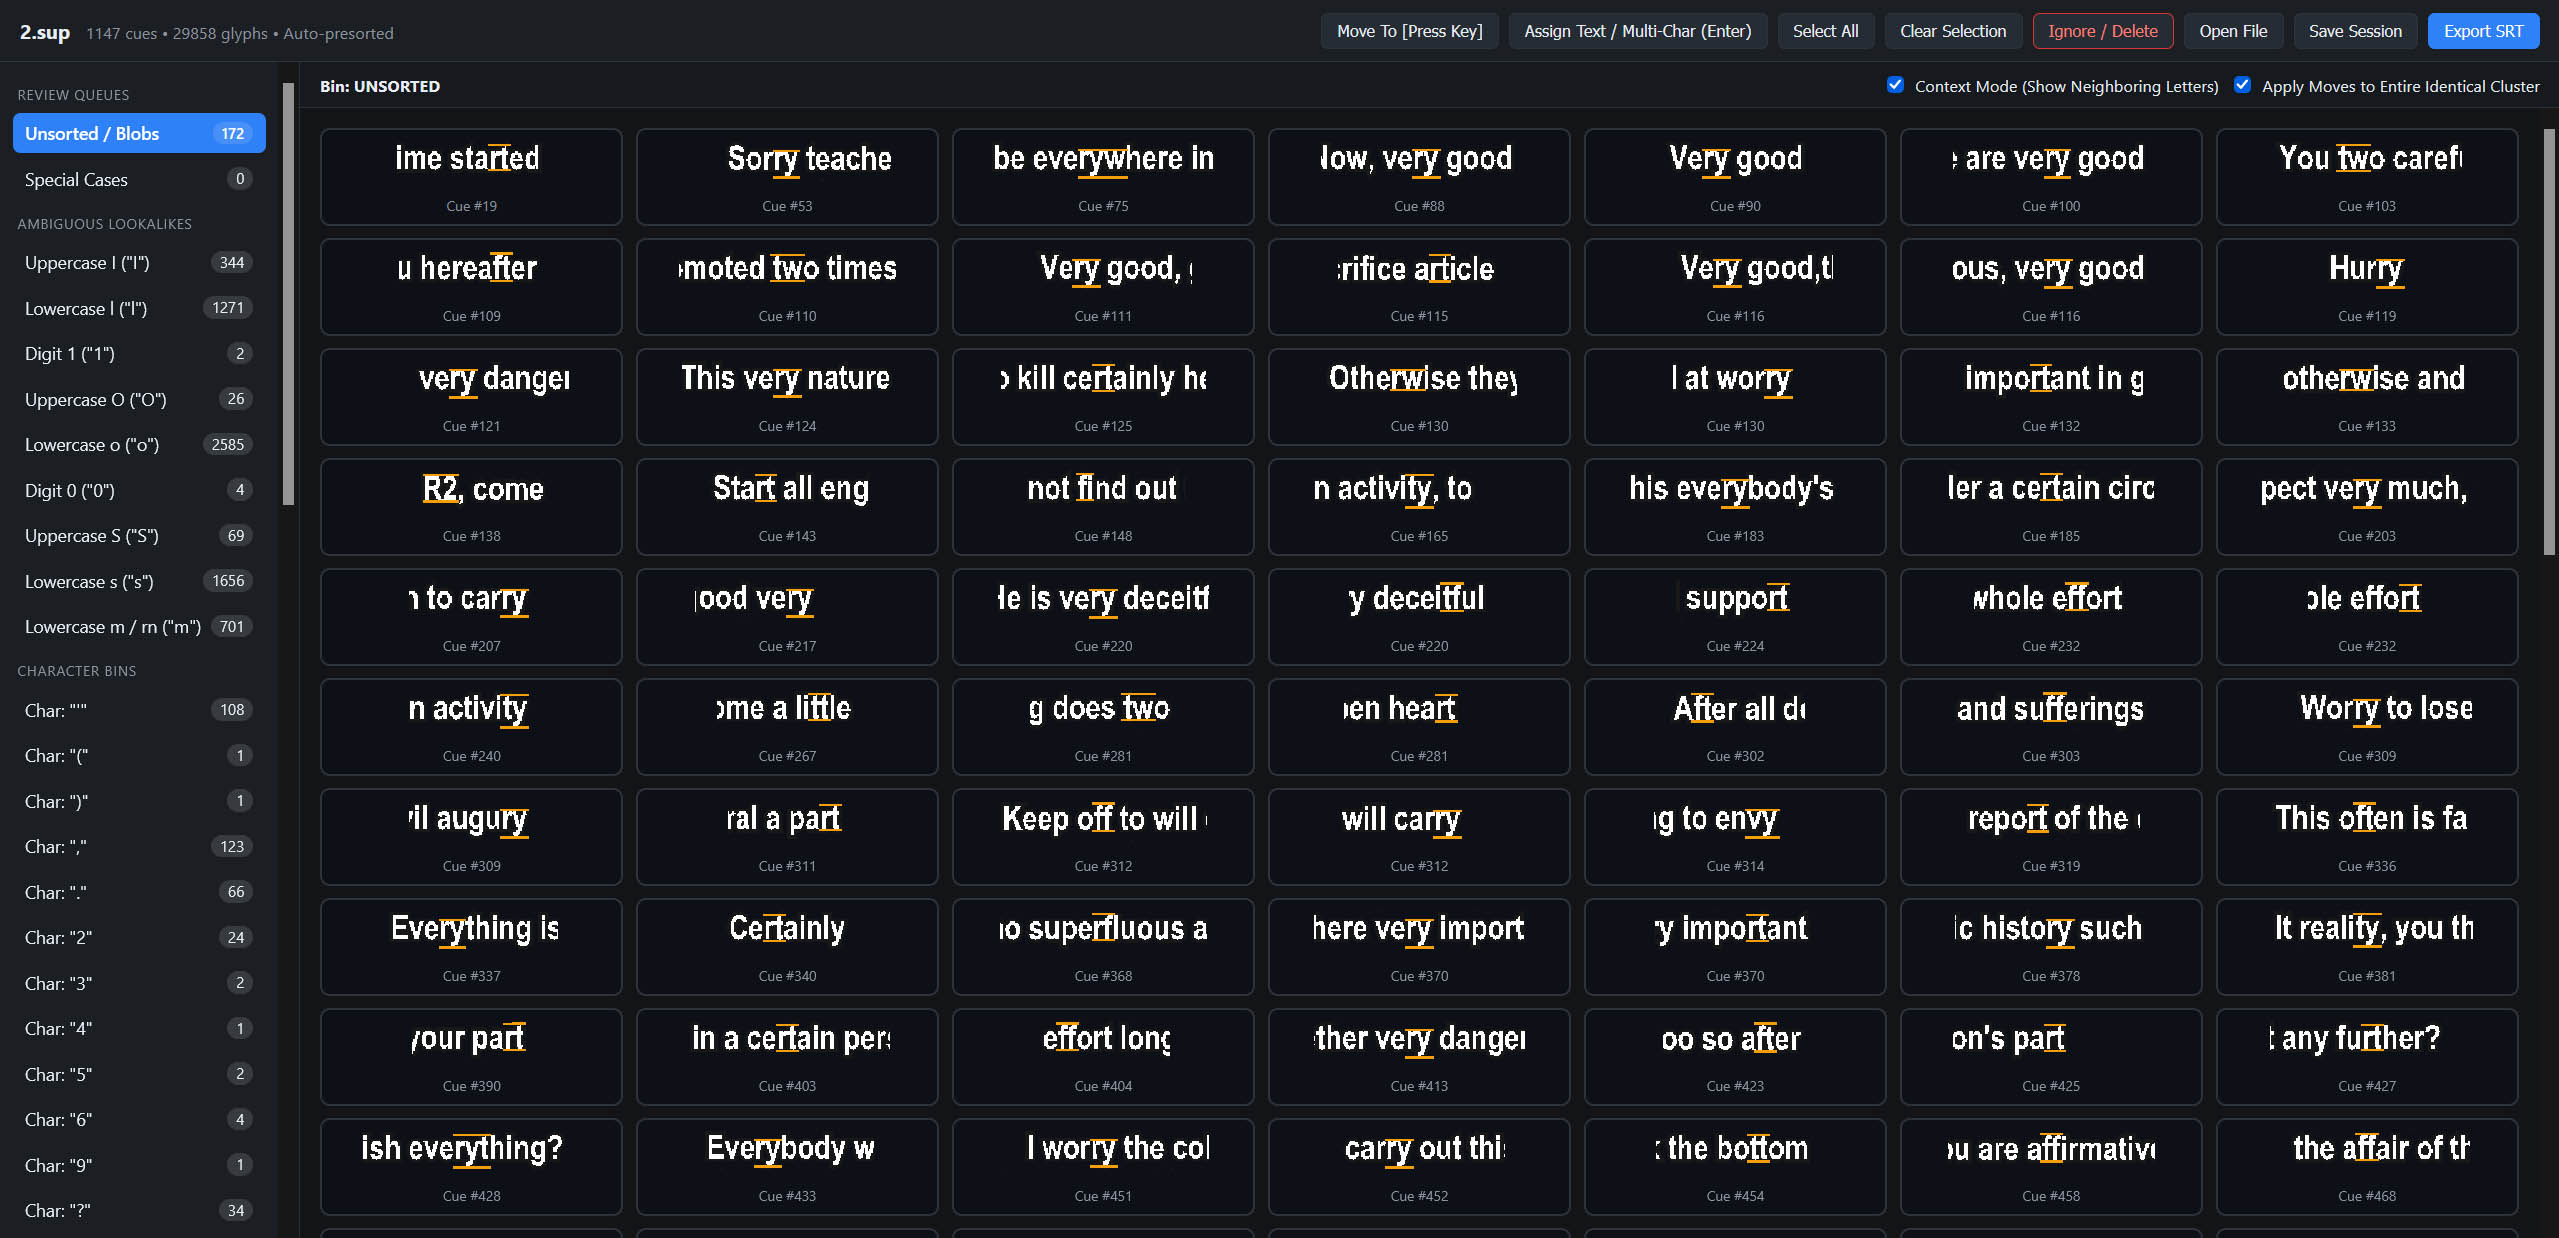 2.sup 1147 cues • 29858 glyphs • Auto-presorted
Move To [Press Key] Assign Text / Multi-Char (Enter) Select All Clear Selection Ignore / Delete Open File Save Session Export SRT
REVIEW QUEUES
Unsorted / Blobs 172
Special Cases 0
AMBIGUOUS LOOKALIKES
Uppercase I ("I") 344
Lowercase l ("l") 1271
Digit 1 ("1") 2
Uppercase O ("O") 26
Lowercase o ("o") 2585
Digit 0 ("0") 4
Uppercase S ("S") 69
Lowercase s ("s") 1656
Lowercase m / rn ("m") 701
CHARACTER BINS
Char: "'" 108
Char: "(" 1
Char: ")" 1
Char: "," 123
Char: "." 66
Char: "2" 24
Char: "3" 2
Char: "4" 1
Char: "5" 2
Char: "6" 4
Char: "9" 1
Char: "?" 34
Bin: UNSORTED
Context Mode (Show Neighboring Letters) Apply Moves to Entire Identical Cluster
ime started
Cue #19
Sorry teache
Cue #53
be everywhere in
Cue #75
low, very good
Cue #88
Very good
Cue #90
are very good
Cue #100
You two caref
Cue #103
u hereafter
Cue #109
moted two times
Cue #110
Very good,
Cue #111
rifice article
Cue #115
Very good,tl
Cue #116
ous, very good
Cue #116
Hurry
Cue #119
very danger
Cue #121
This very nature
Cue #124
kill certainly he
Cue #125
Otherwise they
Cue #130
I at worry
Cue #130
important in g
Cue #132
otherwise and
Cue #133
R2, come
Cue #138
Start all eng
Cue #143
not find out
Cue #148
n activity, to
Cue #165
his everybody's
Cue #183
ler a certain circ
Cue #185
pect very much,
Cue #203
to carry
Cue #207
ood very
Cue #217
le is very deceitf
Cue #220
y deceitful
Cue #220
support
Cue #224
whole effort
Cue #232
ole effort
Cue #232
n activity
Cue #240
ome a little
Cue #267
g does two
Cue #281
en heart
Cue #281
After all de
Cue #302
and sufferings
Cue #303
Worry to lose
Cue #309
il augury
Cue #309
ral a part
Cue #311
Keep off to will
Cue #312
will carry
Cue #312
ng to envy
Cue #314
report of the
Cue #319
This often is fa
Cue #336
Everything is
Cue #337
Certainly
Cue #340
o superfluous a
Cue #368
here very import
Cue #370
y important
Cue #370
ic history such
Cue #378
It reality, you th
Cue #381
your part
Cue #390
in a certain pers
Cue #403
effort long
Cue #404
ther very danger
Cue #413
oo so after
Cue #423
on's part
Cue #425
t any further?
Cue #427
ish everything?
Cue #428
Everybody w
Cue #433
I worry the col
Cue #451
carry out this
Cue #452
the bottom
Cue #454
ou are affirmative
Cue #458
the affair of th
Cue #468